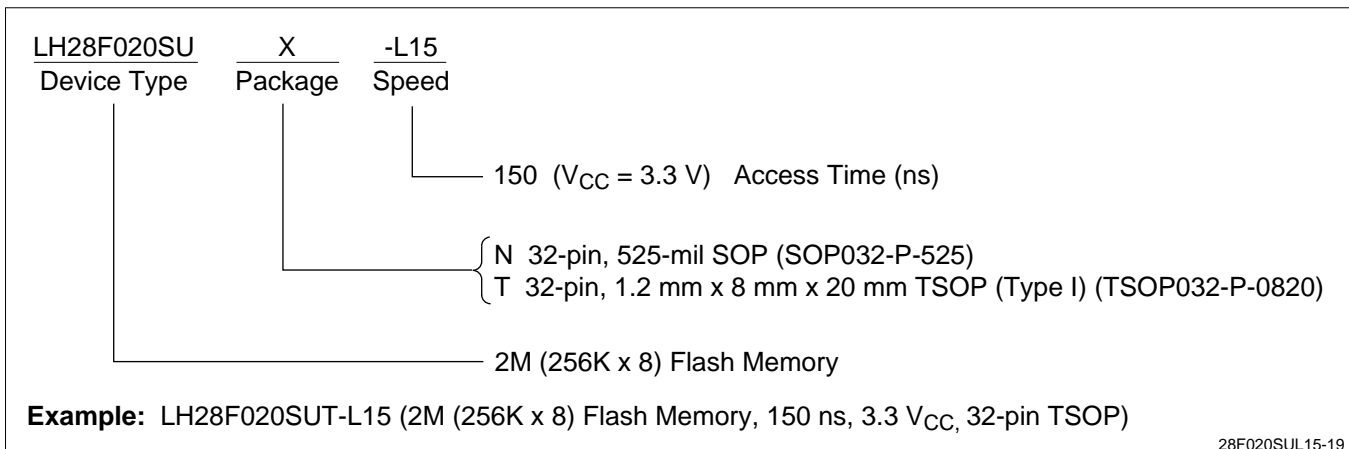 LH28F020SU X -L15
Device Type Package Speed
150 (VCC = 3.3 V) Access Time (ns)
N 32-pin, 525-mil SOP (SOP032-P-525)
T 32-pin, 1.2 mm x 8 mm x 20 mm TSOP (Type I) (TSOP032-P-0820)
2M (256K x 8) Flash Memory
Example: LH28F020SUT-L15 (2M (256K x 8) Flash Memory, 150 ns, 3.3 VCC, 32-pin TSOP)
28F020SUL15-19